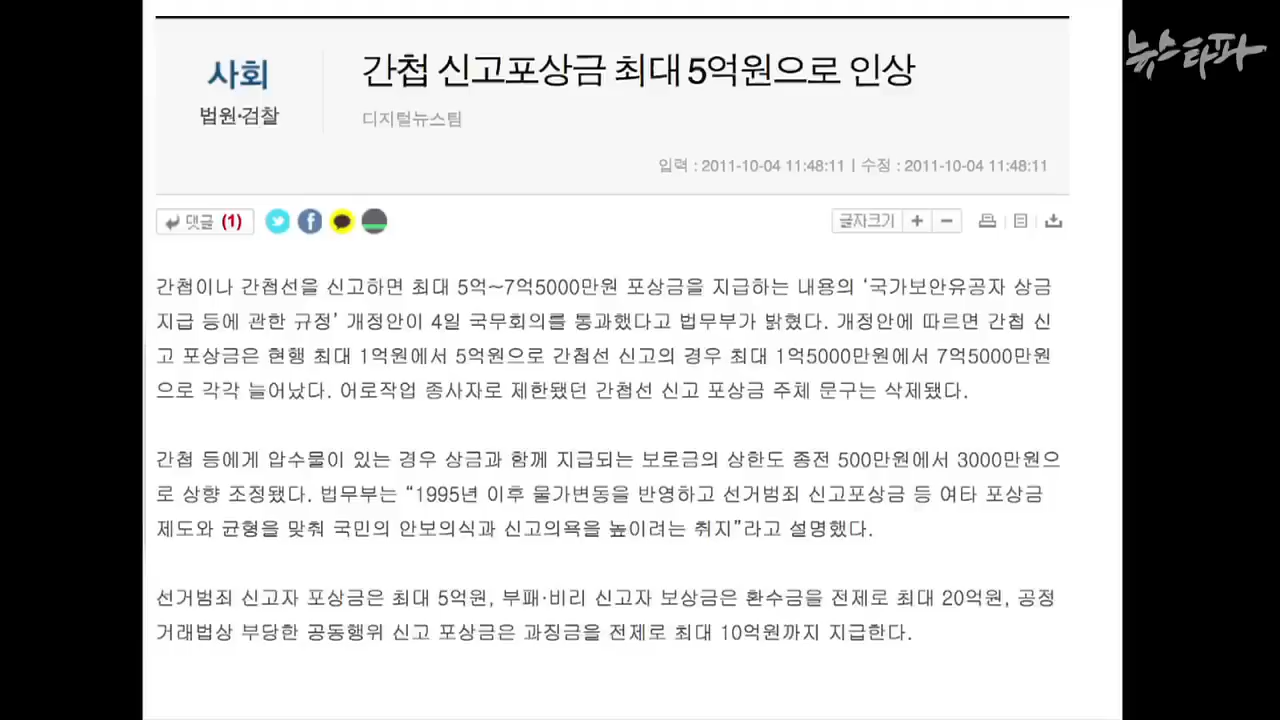 뉴스타파
사회
법원·검찰
간첩 신고포상금 최대 5억원으로 인상
디지털뉴스팀
입력 : 2011-10-04 11:48:11 | 수정 : 2011-10-04 11:48:11
댓글 (1)
글자크기 + -
간첩이나 간첩선을 신고하면 최대 5억~7억5000만원 포상금을 지급하는 내용의 ‘국가보안유공자 상금
지급 등에 관한 규정’ 개정안이 4일 국무회의를 통과했다고 법무부가 밝혔다. 개정안에 따르면 간첩 신
고 포상금은 현행 최대 1억원에서 5억원으로 간첩선 신고의 경우 최대 1억5000만원에서 7억5000만원
으로 각각 늘어났다. 어로작업 종사자로 제한됐던 간첩선 신고 포상금 주체 문구는 삭제됐다.
간첩 등에게 압수물이 있는 경우 상금과 함께 지급되는 보로금의 상한도 종전 500만원에서 3000만원으
로 상향 조정됐다. 법무부는 “1995년 이후 물가변동을 반영하고 선거범죄 신고포상금 등 여타 포상금
제도와 균형을 맞춰 국민의 안보의식과 신고의욕을 높이려는 취지”라고 설명했다.
선거범죄 신고자 포상금은 최대 5억원, 부패·비리 신고자 보상금은 환수금을 전제로 최대 20억원, 공정
거래법상 부당한 공동행위 신고 포상금은 과징금을 전제로 최대 10억원까지 지급한다.